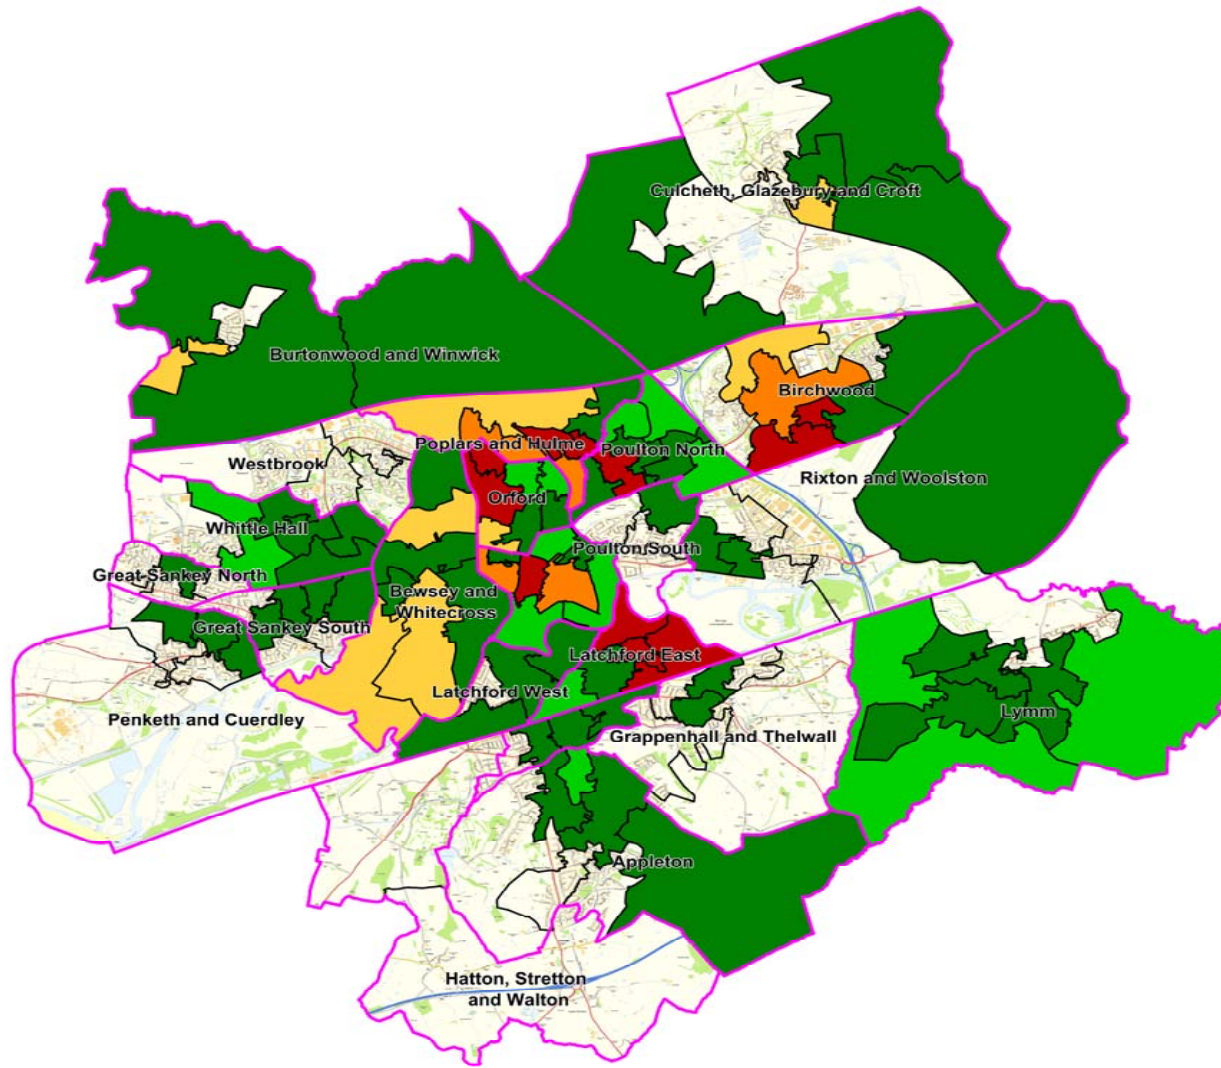 Culcheth, Glazebury and Croft
Burtonwood and Winwick
Birchwood
Poplars and Hulme
Poulton North
Westbrook
Rixton and Woolston
Orford
Whittle Hall
Poulton South
Great Sankey North
Bewsey and
Whitecross
Great Sankey South
Latchford East
Latchford West
Lymm
Penketh and Cuerdley
Grappenhall and Thelwall
Appleton
Hatton, Stretton
and Walton